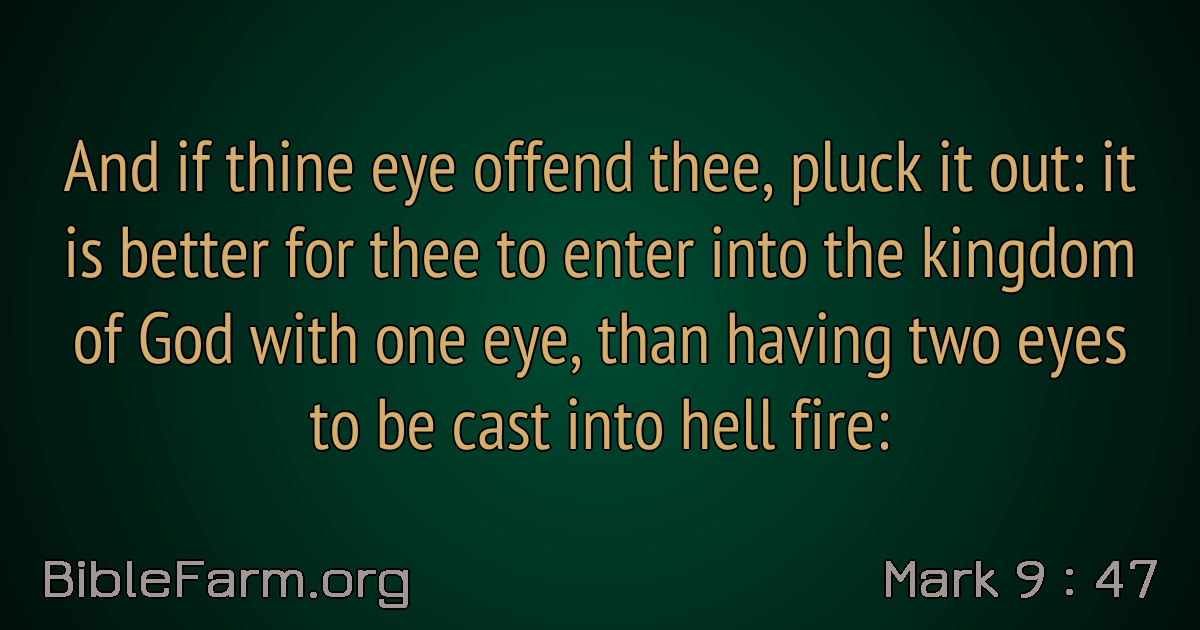 And if thine eye offend thee, pluck it out: it
is better for thee to enter into the kingdom
of God with one eye, than having two eyes
to be cast into hell fire:
BibleFarm.org
Mark 9 : 47